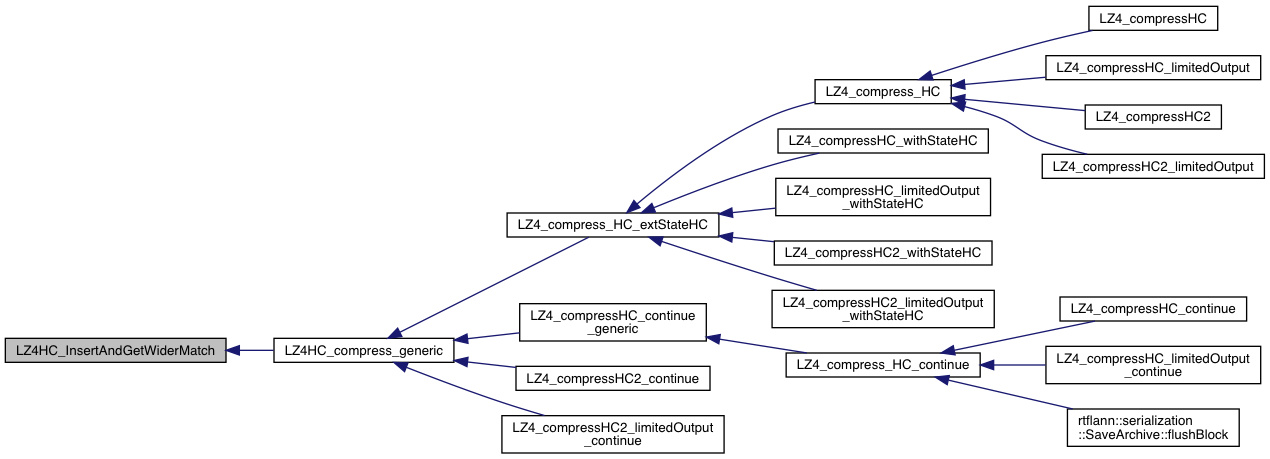 LZ4_compressHC
LZ4_compressHC_limitedOutput
LZ4_compress_HC
LZ4_compressHC2
LZ4_compressHC_withStateHC
LZ4_compressHC2_limitedOutput
LZ4_compressHC_limitedOutput
_withStateHC
LZ4_compress_HC_extStateHC
LZ4_compressHC2_withStateHC
LZ4_compressHC2_limitedOutput
_withStateHC
LZ4_compressHC_continue
LZ4_compressHC_continue
_generic
LZ4HC_InsertAndGetWiderMatch
LZ4HC_compress_generic
LZ4_compress_HC_continue
LZ4_compressHC_limitedOutput
_continue
LZ4_compressHC2_continue
rtflann::serialization
::SaveArchive::flushBlock
LZ4_compressHC2_limitedOutput
_continue